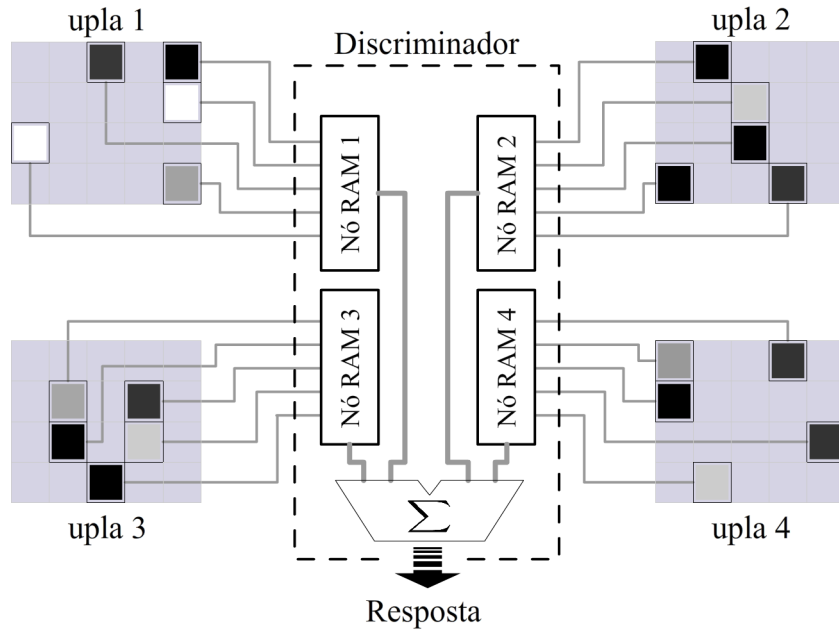 upla 1
upla 2
Discriminador
Nó RAM 1
Nó RAM 2
Nó RAM 3
Nó RAM 4
Σ
upla 3
upla 4
Resposta